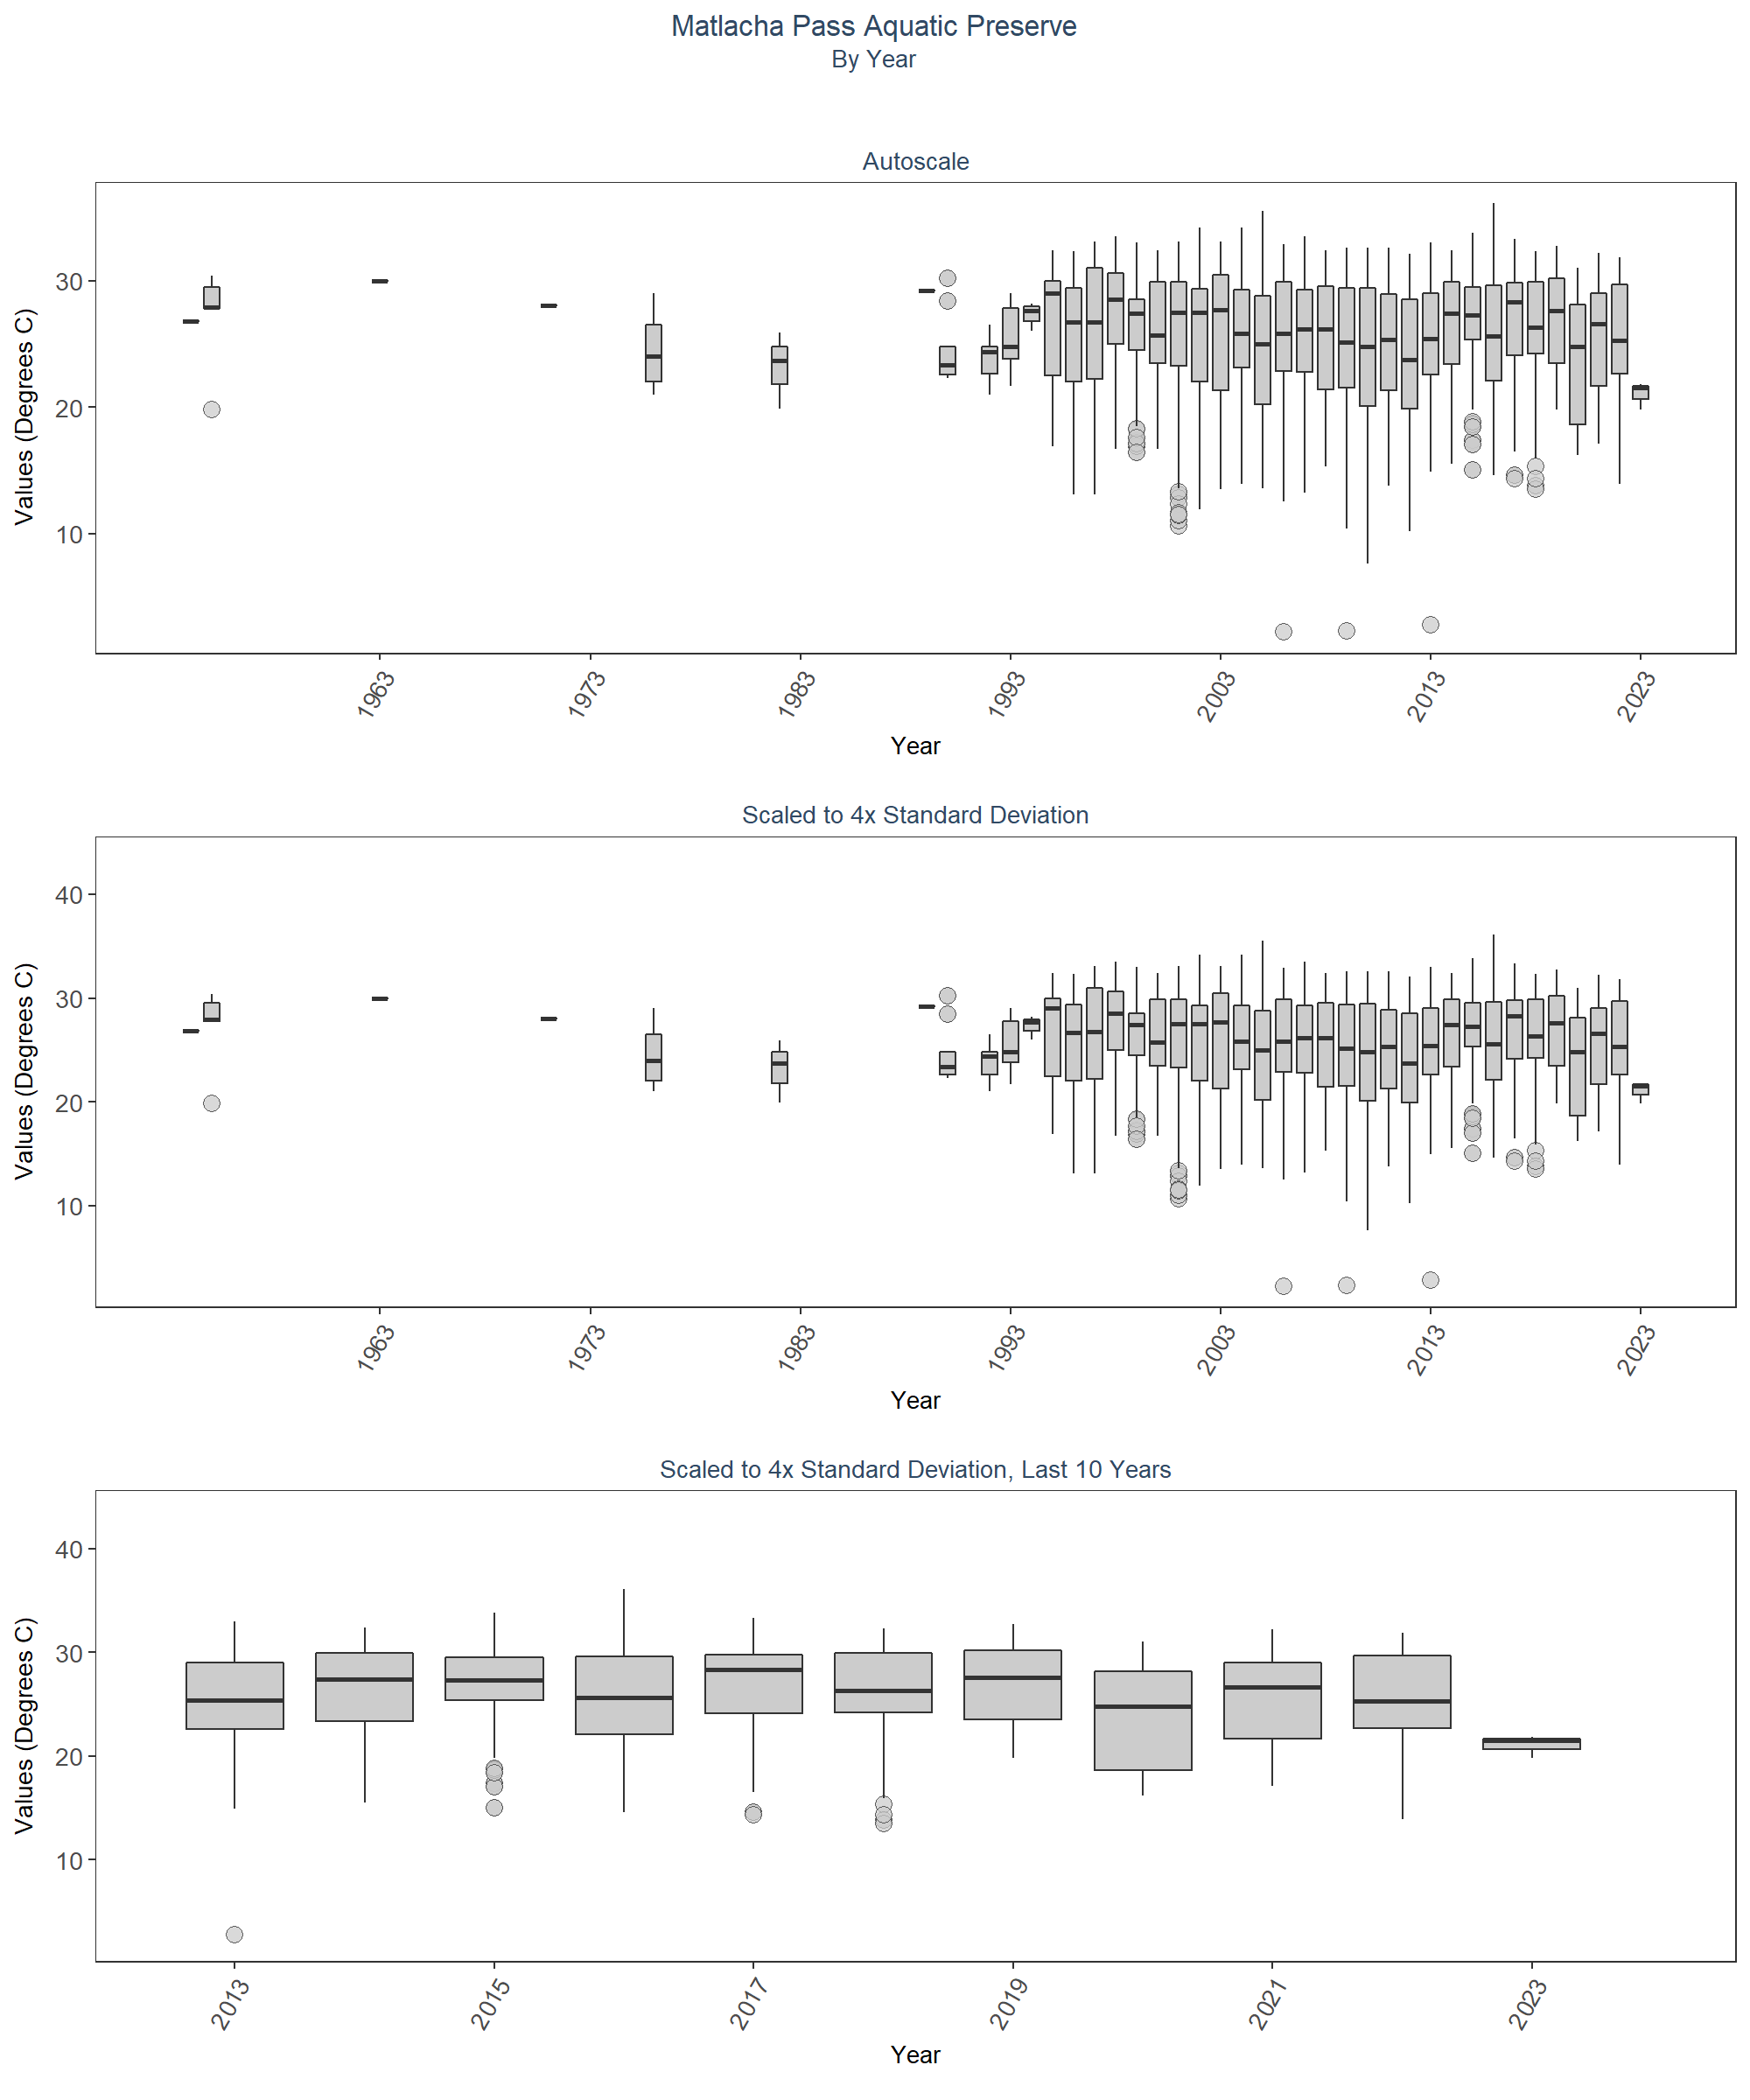 Matlacha Pass Aquatic Preserve
By Year
Autoscale
Values (Degrees C)
30
20
10
1963
1973
1983
1993
2003
2013
2023
Year
Scaled to 4x Standard Deviation
Values (Degrees C)
40
30
20
10
1963
1973
1983
1993
2003
2013
2023
Year
Scaled to 4x Standard Deviation, Last 10 Years
Values (Degrees C)
40
30
20
10
2013
2015
2017
2019
2021
2023
Year